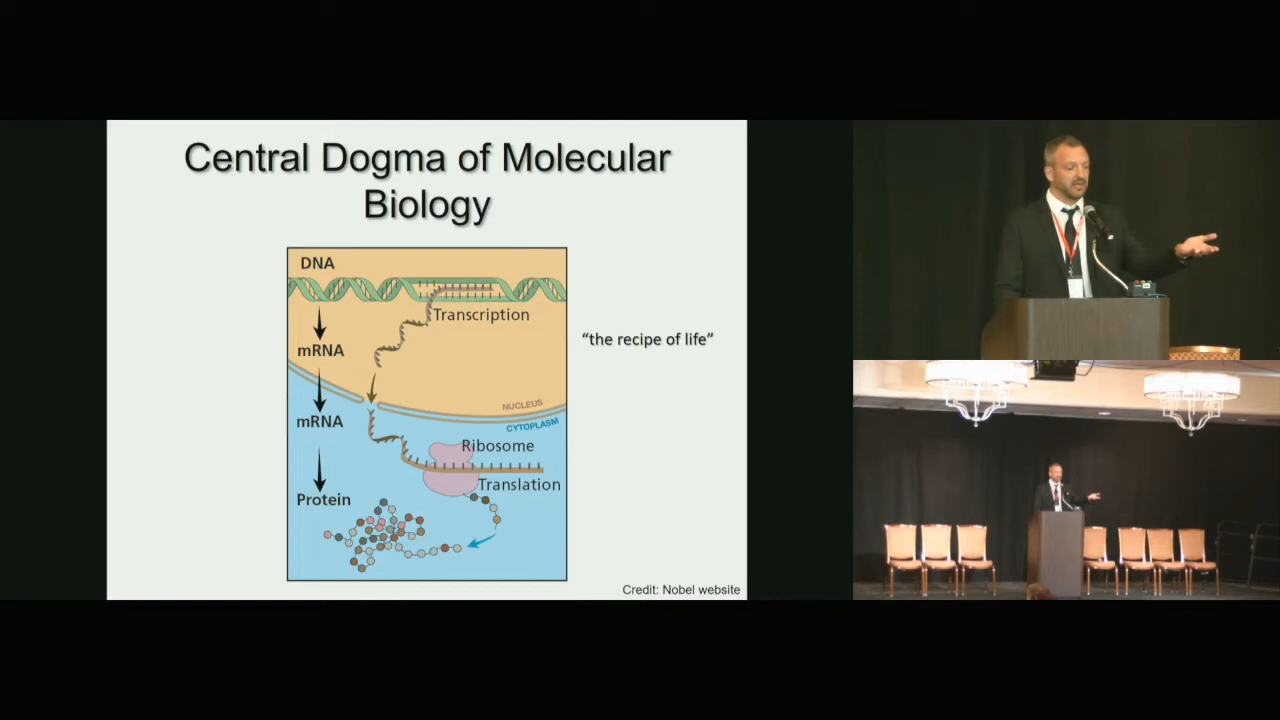 Central Dogma of Molecular
Biology
DNA
Transcription
mRNA
"the recipe of life"
NUCLEUS
CYTOPLASM
mRNA
Ribosome
Translation
Protein
Credit: Nobel website